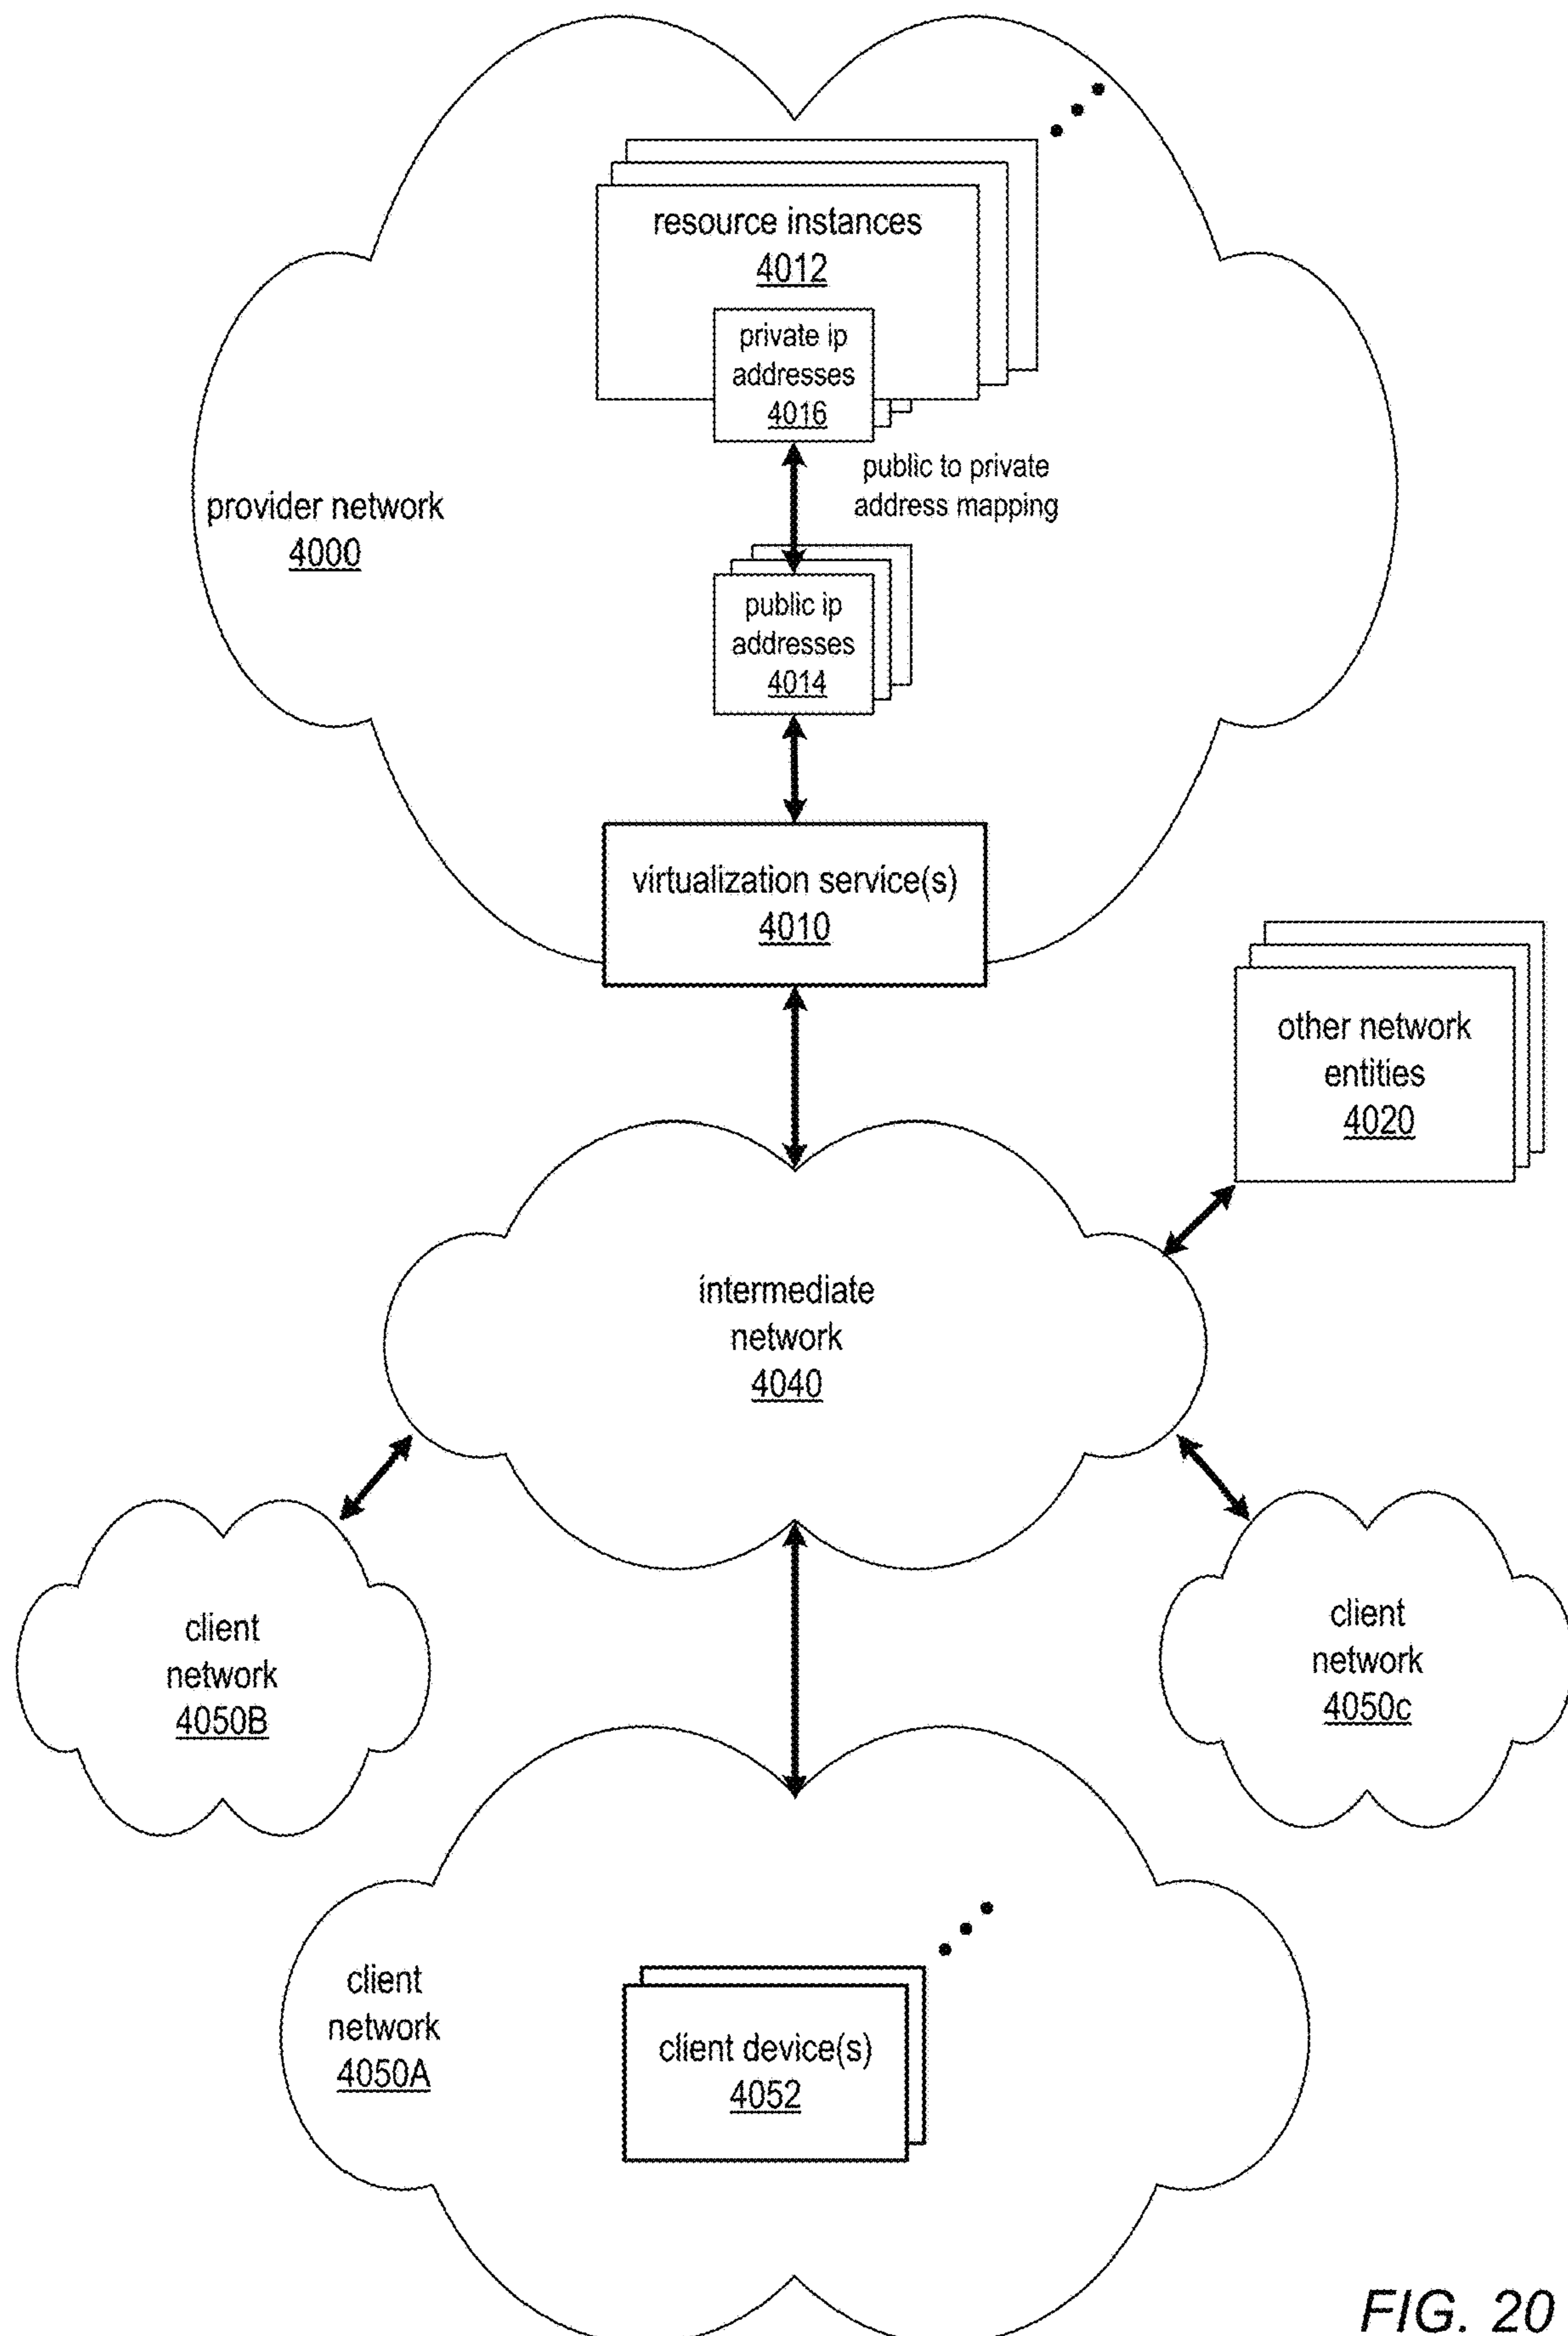 resource instances
4012
private ip
addresses
4016
public to private
address mapping
provider network
4000
public ip
addresses
4014
virtualization service(s)
4010
other network
entities
4020
intermediate
network
4040
client
network
4050B
client
network
4050c
client
network
4050A
client device(s)
4052
FIG. 20